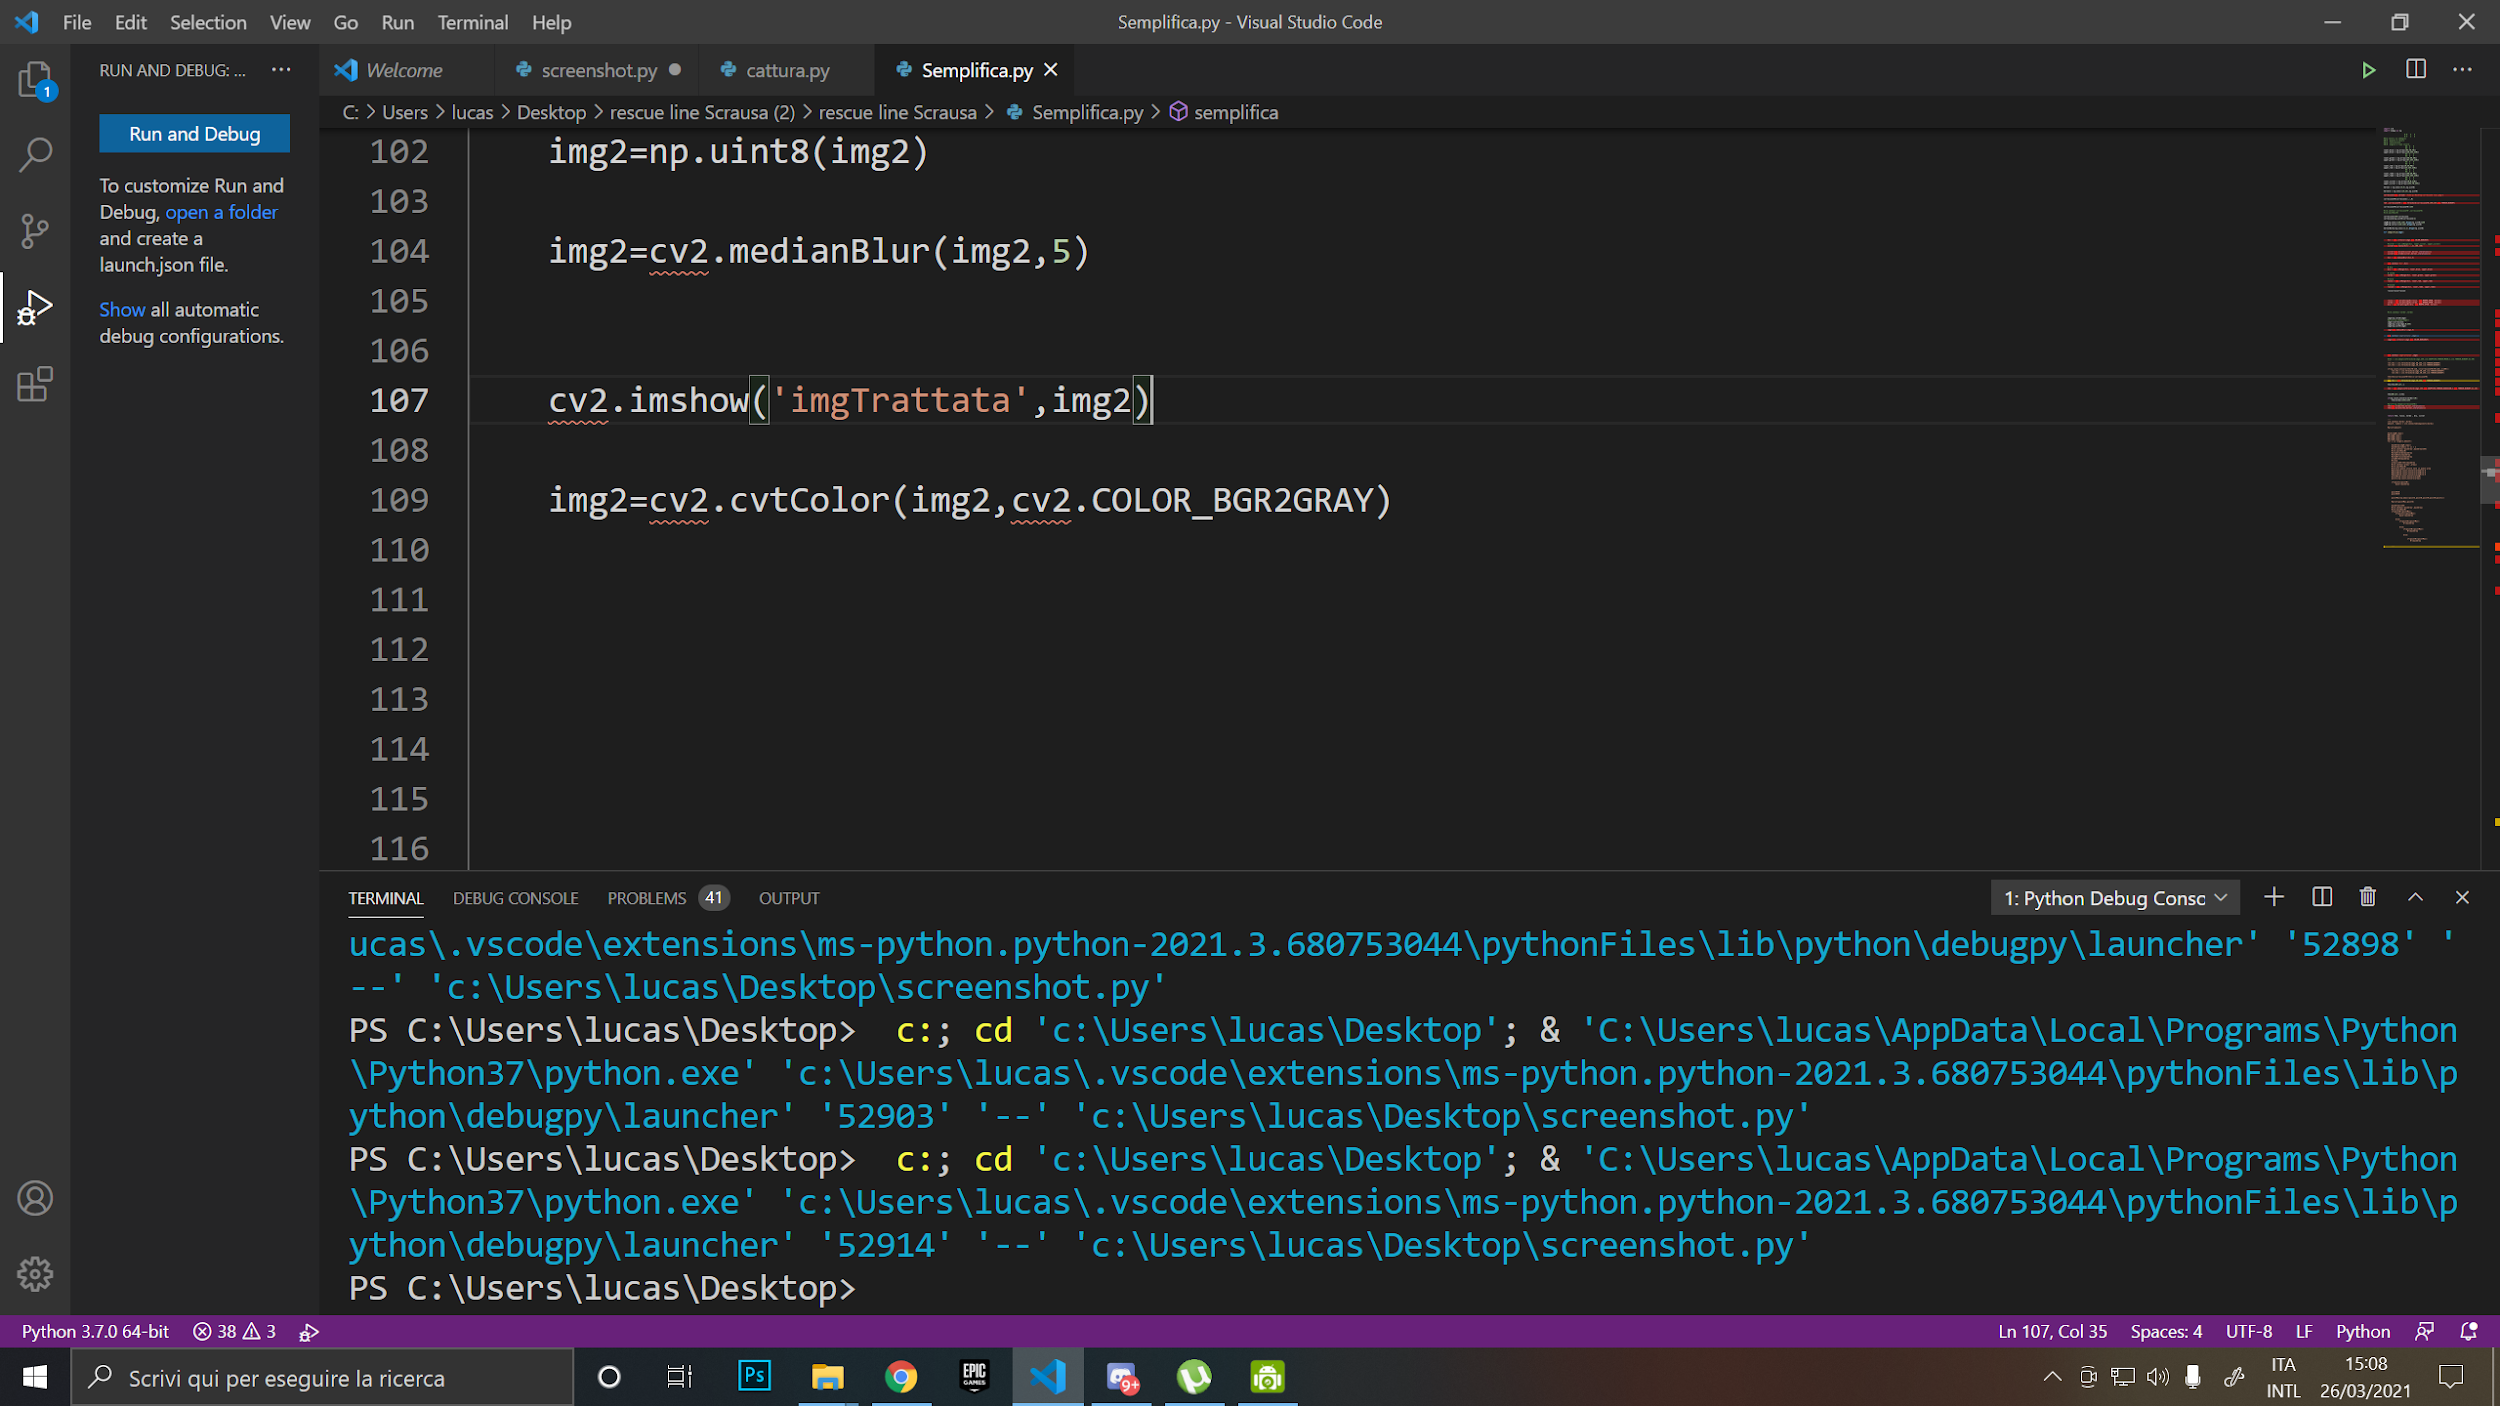 File Edit Selection View Go Run Terminal Help
Semplifica.py - Visual Studio Code
RUN AND DEBUG: ...
Welcome screenshot.py cattura.py Semplifica.py
C: > Users > lucas > Desktop > rescue line Scrausa (2) > rescue line Scrausa > Semplifica.py > semplifica
1
Run and Debug
To customize Run and
Debug, open a folder
and create a
launch.json file.
Show all automatic
debug configurations.
102 img2=np.uint8(img2)
103
104 img2=cv2.medianBlur(img2,5)
105
106
107 cv2.imshow('imgTrattata',img2)
108
109 img2=cv2.cvtColor(img2,cv2.COLOR_BGR2GRAY)
110
111
112
113
114
115
116
TERMINAL DEBUG CONSOLE PROBLEMS 41 OUTPUT
1: Python Debug Consc
ucas\.vscode\extensions\ms-python.python-2021.3.680753044\pythonFiles\lib\python\debugpy\launcher' '52898' '
--' 'c:\Users\lucas\Desktop\screenshot.py'
PS C:\Users\lucas\Desktop>  c:; cd 'c:\Users\lucas\Desktop'; & 'C:\Users\lucas\AppData\Local\Programs\Python
\Python37\python.exe' 'c:\Users\lucas\.vscode\extensions\ms-python.python-2021.3.680753044\pythonFiles\lib\p
ython\debugpy\launcher' '52903' '--' 'c:\Users\lucas\Desktop\screenshot.py'
PS C:\Users\lucas\Desktop>  c:; cd 'c:\Users\lucas\Desktop'; & 'C:\Users\lucas\AppData\Local\Programs\Python
\Python37\python.exe' 'c:\Users\lucas\.vscode\extensions\ms-python.python-2021.3.680753044\pythonFiles\lib\p
ython\debugpy\launcher' '52914' '--' 'c:\Users\lucas\Desktop\screenshot.py'
PS C:\Users\lucas\Desktop>
Python 3.7.0 64-bit 38 3
Ln 107, Col 35 Spaces: 4 UTF-8 LF Python
Scrivi qui per eseguire la ricerca
Ps
EPIC
GAMES
9+
ITA
INTL
15:08
26/03/2021